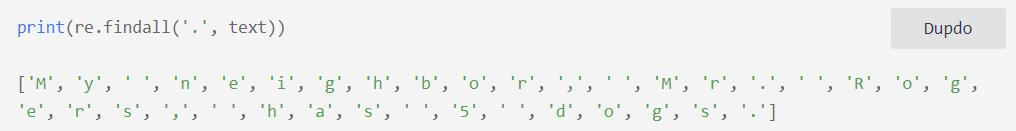 print(re.findall('.', text))
Dupdo
['M', 'y', ' ', 'n', 'e', 'i', 'g', 'h', 'b', 'o', 'r', ',', ' ', 'M', 'r', '.', ' ', 'R', 'o', 'g',
'e', 'r', 's', ',', ' ', 'h', 'a', 's', ' ', '5', ' ', 'd', 'o', 'g', 's', '.']